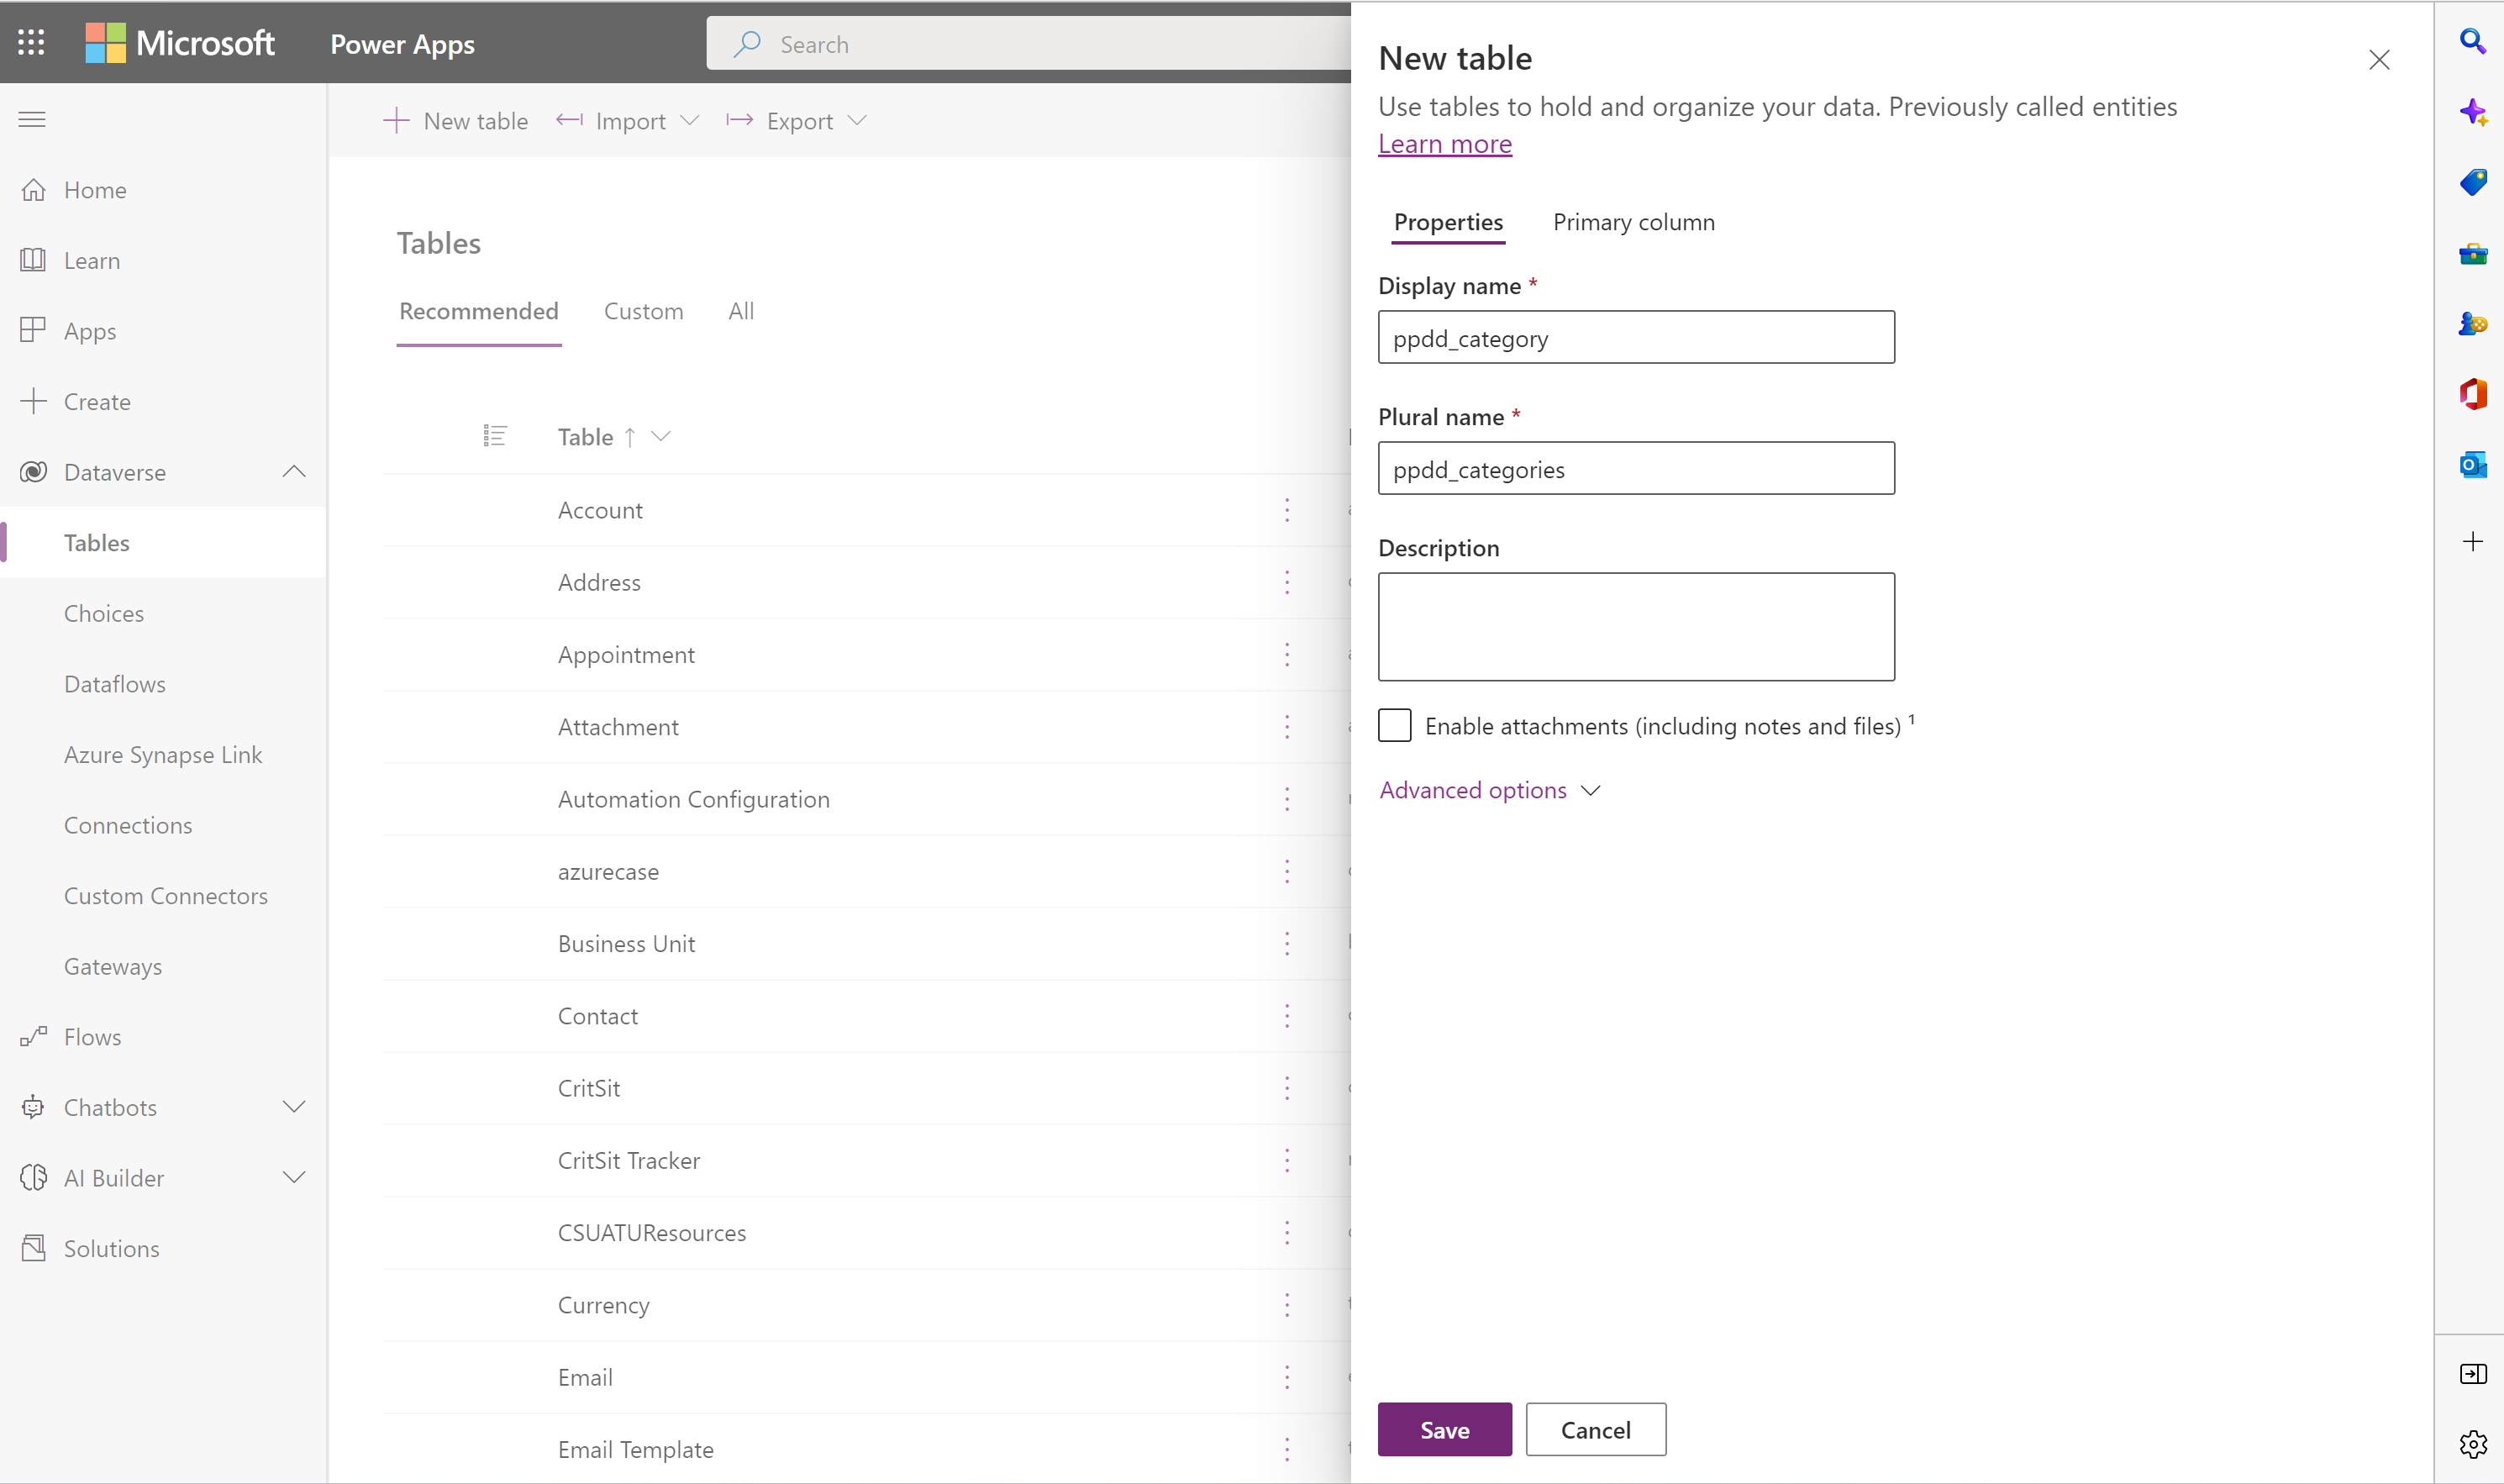 Microsoft
Power Apps
Search
New table
Import
Export
Home
Learn
Apps
Create
Dataverse
Tables
Choices
Dataflows
Azure Synapse Link
Connections
Custom Connectors
Gateways
Flows
Chatbots
AI Builder
Solutions
Tables
Recommended
Custom
All
Table
Account
Address
Appointment
Attachment
Automation Configuration
azurecase
Business Unit
Contact
CritSit
CritSit Tracker
CSUATUResources
Currency
Email
Email Template
New table
Use tables to hold and organize your data. Previously called entities
Learn more
Properties
Primary column
Display name *
ppdd_category
Plural name *
ppdd_categories
Description
Enable attachments (including notes and files) ¹
Advanced options
Save
Cancel